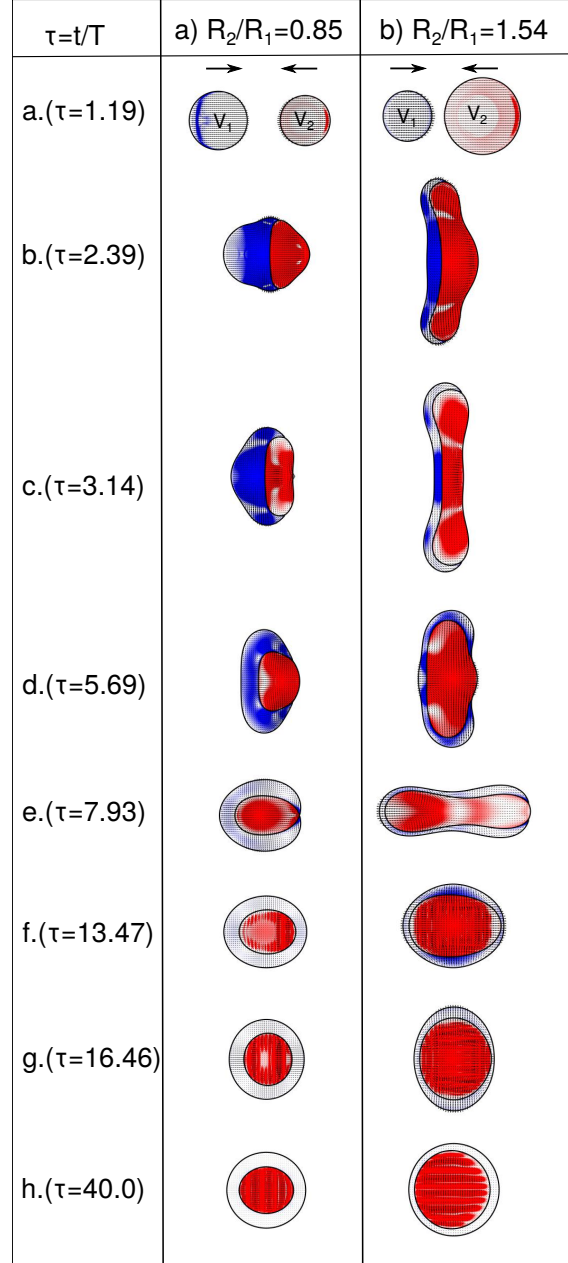 τ=t/T a) R₂/R₁=0.85 b) R₂/R₁=1.54
a.(τ=1.19) V₁ V₂ V₁ V₂
b.(τ=2.39)
c.(τ=3.14)
d.(τ=5.69)
e.(τ=7.93)
f.(τ=13.47)
g.(τ=16.46)
h.(τ=40.0)